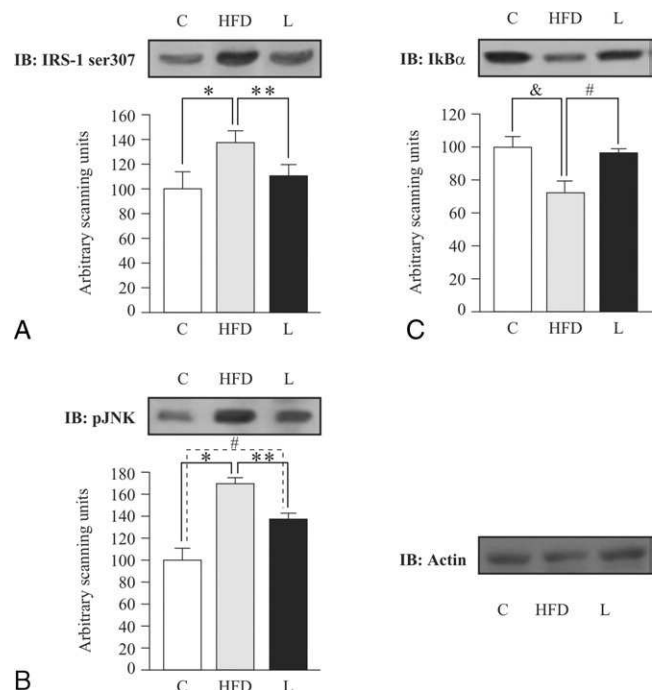 C HFD L
IB: IRS-1 ser307
* **
160
140
120
100
80
60
40
20
0
Arbitrary scanning units
C HFD L
A
C HFD L
IB: IkBα
& #
120
100
80
60
40
20
0
Arbitrary scanning units
C HFD L
C
C HFD L
IB: pJNK
#
* **
180
160
140
120
100
80
60
40
20
0
Arbitrary scanning units
C HFD L
B
IB: Actin
C HFD L